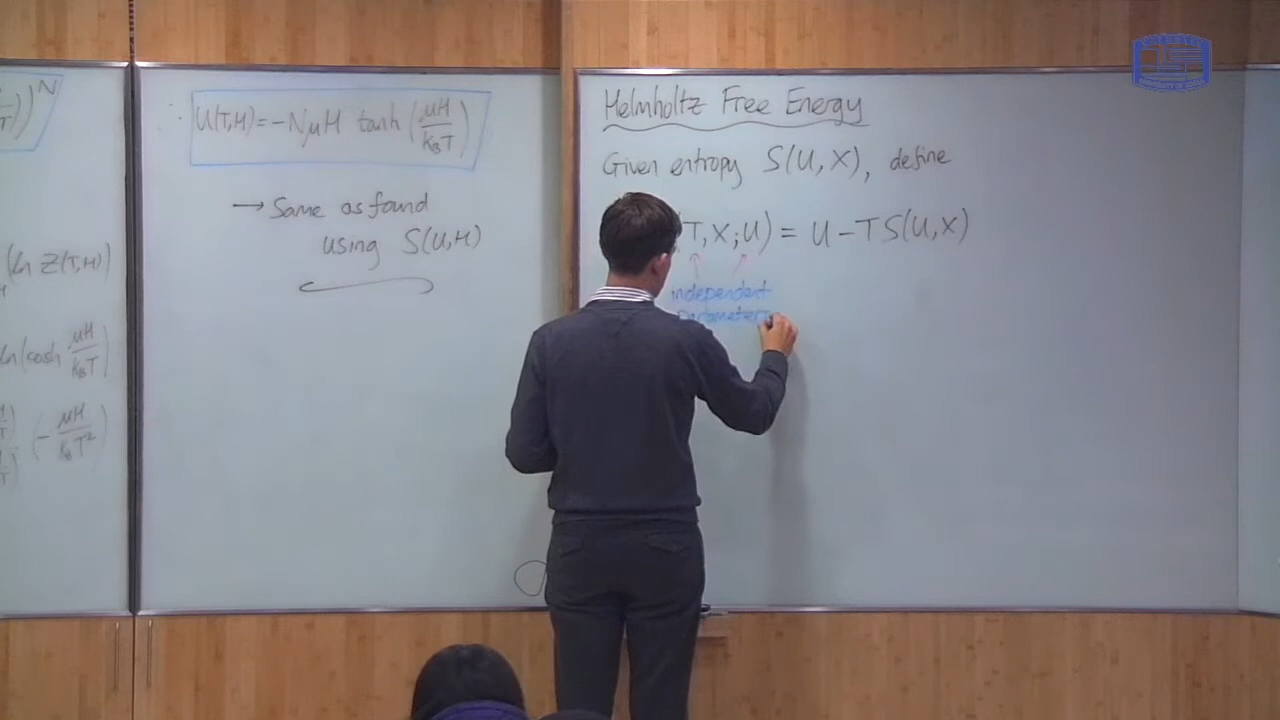 T))^N
(ln Z(T,H))
ln(cosh μH/k_BT)
(-μH/k_BT²)
∴ U(T,H) = -NμH tanh(μH/k_BT)
→ Same as found
using S(U,H)
Helmholtz Free Energy
Given entropy S(U,X), define
(T,X;U) = U-TS(U,X)
independent
parameters